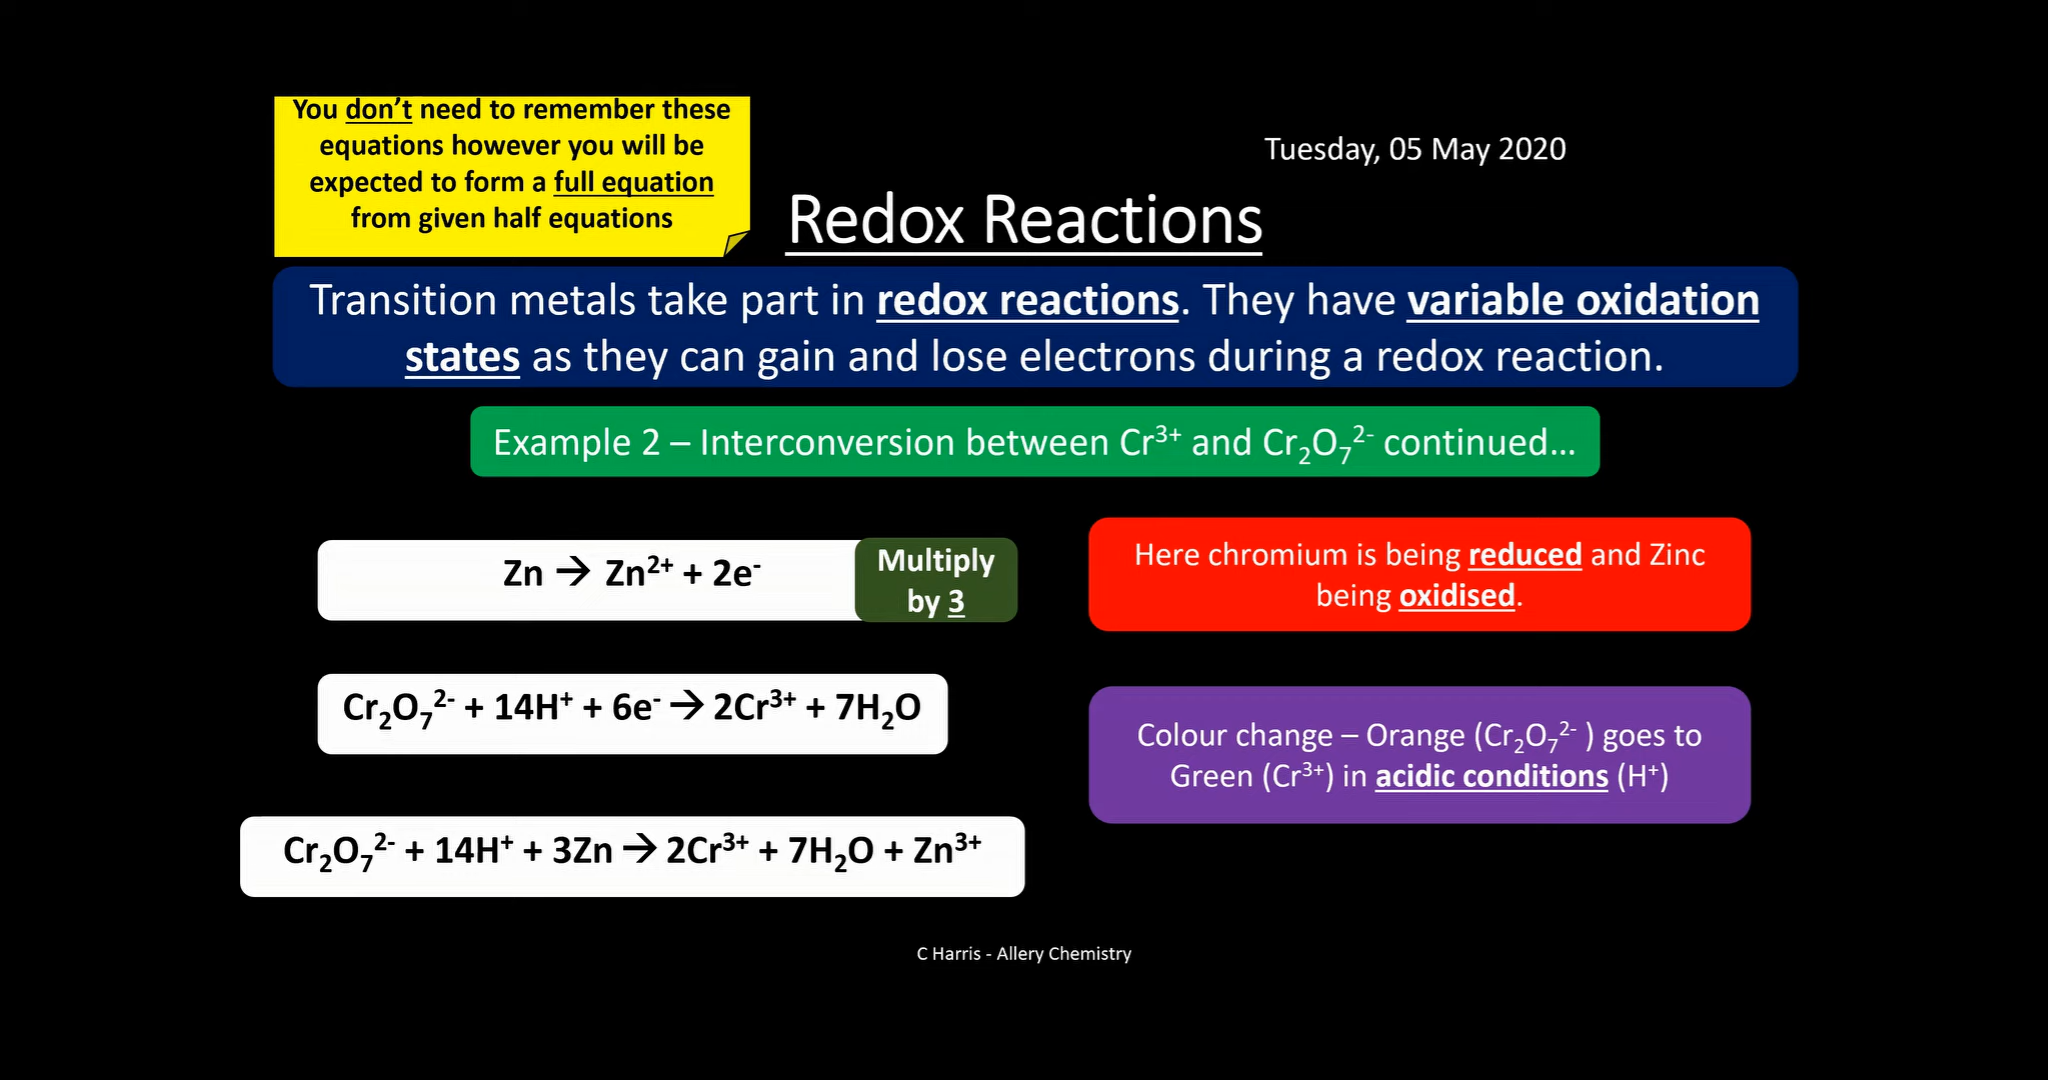 You don't need to remember these
equations however you will be
expected to form a full equation
from given half equations
Tuesday, 05 May 2020
Redox Reactions
Transition metals take part in redox reactions. They have variable oxidation
states as they can gain and lose electrons during a redox reaction.
Example 2 – Interconversion between Cr³⁺ and Cr₂O₇²⁻ continued...
Zn → Zn²⁺ + 2e⁻
Multiply
by 3
Here chromium is being reduced and Zinc
being oxidised.
Cr₂O₇²⁻ + 14H⁺ + 6e⁻ → 2Cr³⁺ + 7H₂O
Colour change – Orange (Cr₂O₇²⁻ ) goes to
Green (Cr³⁺) in acidic conditions (H⁺)
Cr₂O₇²⁻ + 14H⁺ + 3Zn → 2Cr³⁺ + 7H₂O + Zn³⁺
C Harris - Allery Chemistry